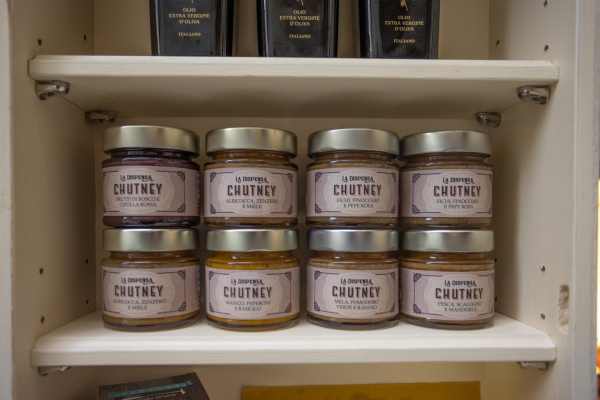 OLIO
EXTRA VERGINE
D'OLIVA
ITALIANO
OLIO
EXTRA VERGINE
D'OLIVA
ITALIANO
OLIO
EXTRA VERGINE
D'OLIVA
ITALIANO
LA DISPENSA
CHUTNEY
FRUTTI DI BOSCO E
CIPOLLA ROSSA
LA DISPENSA
CHUTNEY
ALBICOCCA, ZENZERO
E MIELE
LA DISPENSA
CHUTNEY
FICHI, FINOCCHIO
E PEPE ROSA
LA DISPENSA
CHUTNEY
FICHI, FINOCCHIO
E PEPE ROSA
LA DISPENSA
CHUTNEY
ALBICOCCA, ZENZERO
E MIELE
LA DISPENSA
CHUTNEY
MANGO, PEPERONI
E BASILICO
LA DISPENSA
CHUTNEY
MELA, POMODORO
VERDE E RAFANO
LA DISPENSA
CHUTNEY
PESCA, SCALOGNO
E MANDORLE